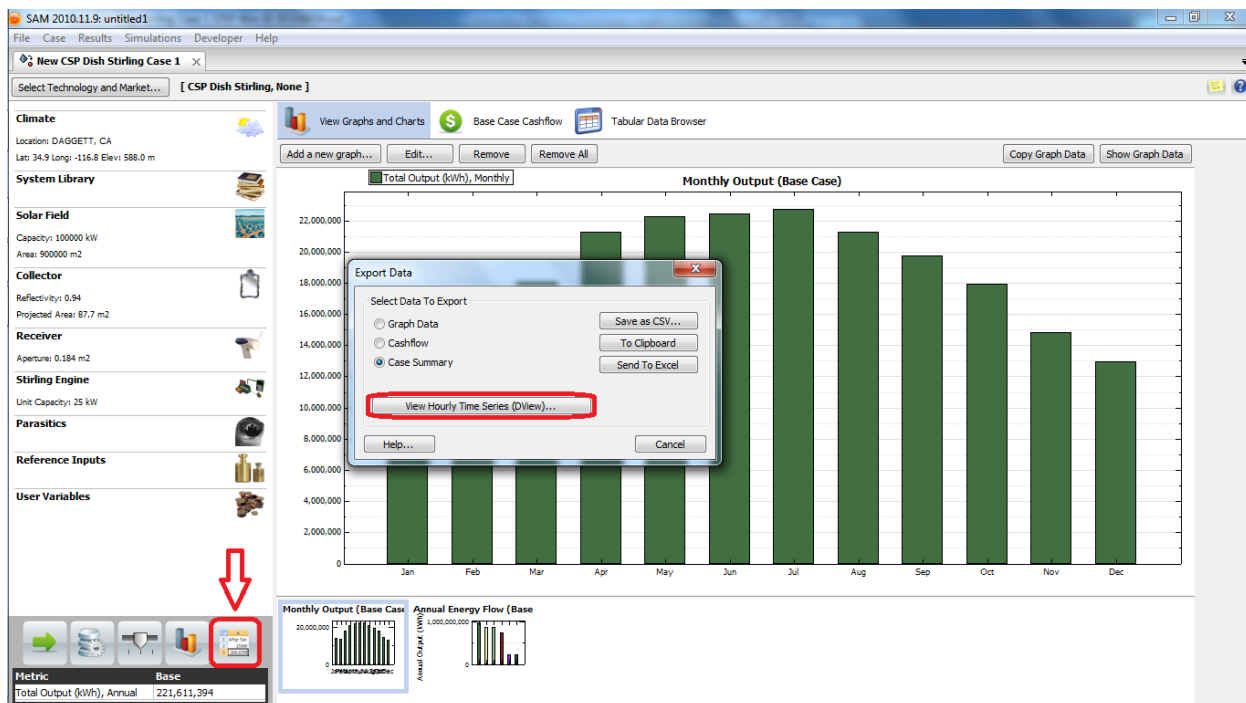 SAM 2010.11.9: untitled1
File Case Results Simulations Developer Help
New CSP Dish Stirling Case 1
Select Technology and Market... [ CSP Dish Stirling, None ]
Climate
Location: DAGGETT, CA
Lat: 34.9 Long: -116.8 Elev: 588.0 m
System Library
Solar Field
Capacity: 100000 kW
Area: 900000 m2
Collector
Reflectivity: 0.94
Projected Area: 87.7 m2
Receiver
Aperture: 0.184 m2
Stirling Engine
Unit Capacity: 25 kW
Parasitics
Reference Inputs
User Variables
After Tax
Metric Base
Total Output (kWh), Annual 221,611,394
View Graphs and Charts Base Case Cashflow Tabular Data Browser
Add a new graph... Edit... Remove Remove All Copy Graph Data Show Graph Data
Total Output (kWh), Monthly
Monthly Output (Base Case)
22,000,000
20,000,000
18,000,000
16,000,000
14,000,000
12,000,000
10,000,000
8,000,000
6,000,000
4,000,000
2,000,000
0
Jan Feb Mar Apr May Jun Jul Aug Sep Oct Nov Dec
Export Data
Select Data To Export
Graph Data
Cashflow
Case Summary
Save as CSV...
To Clipboard
Send To Excel
View Hourly Time Series (DView)...
Help... Cancel
Monthly Output (Base Case
20,000,000
0
Annual Energy Flow (Base
Annual Output (kWh)
1,000,000,000
0